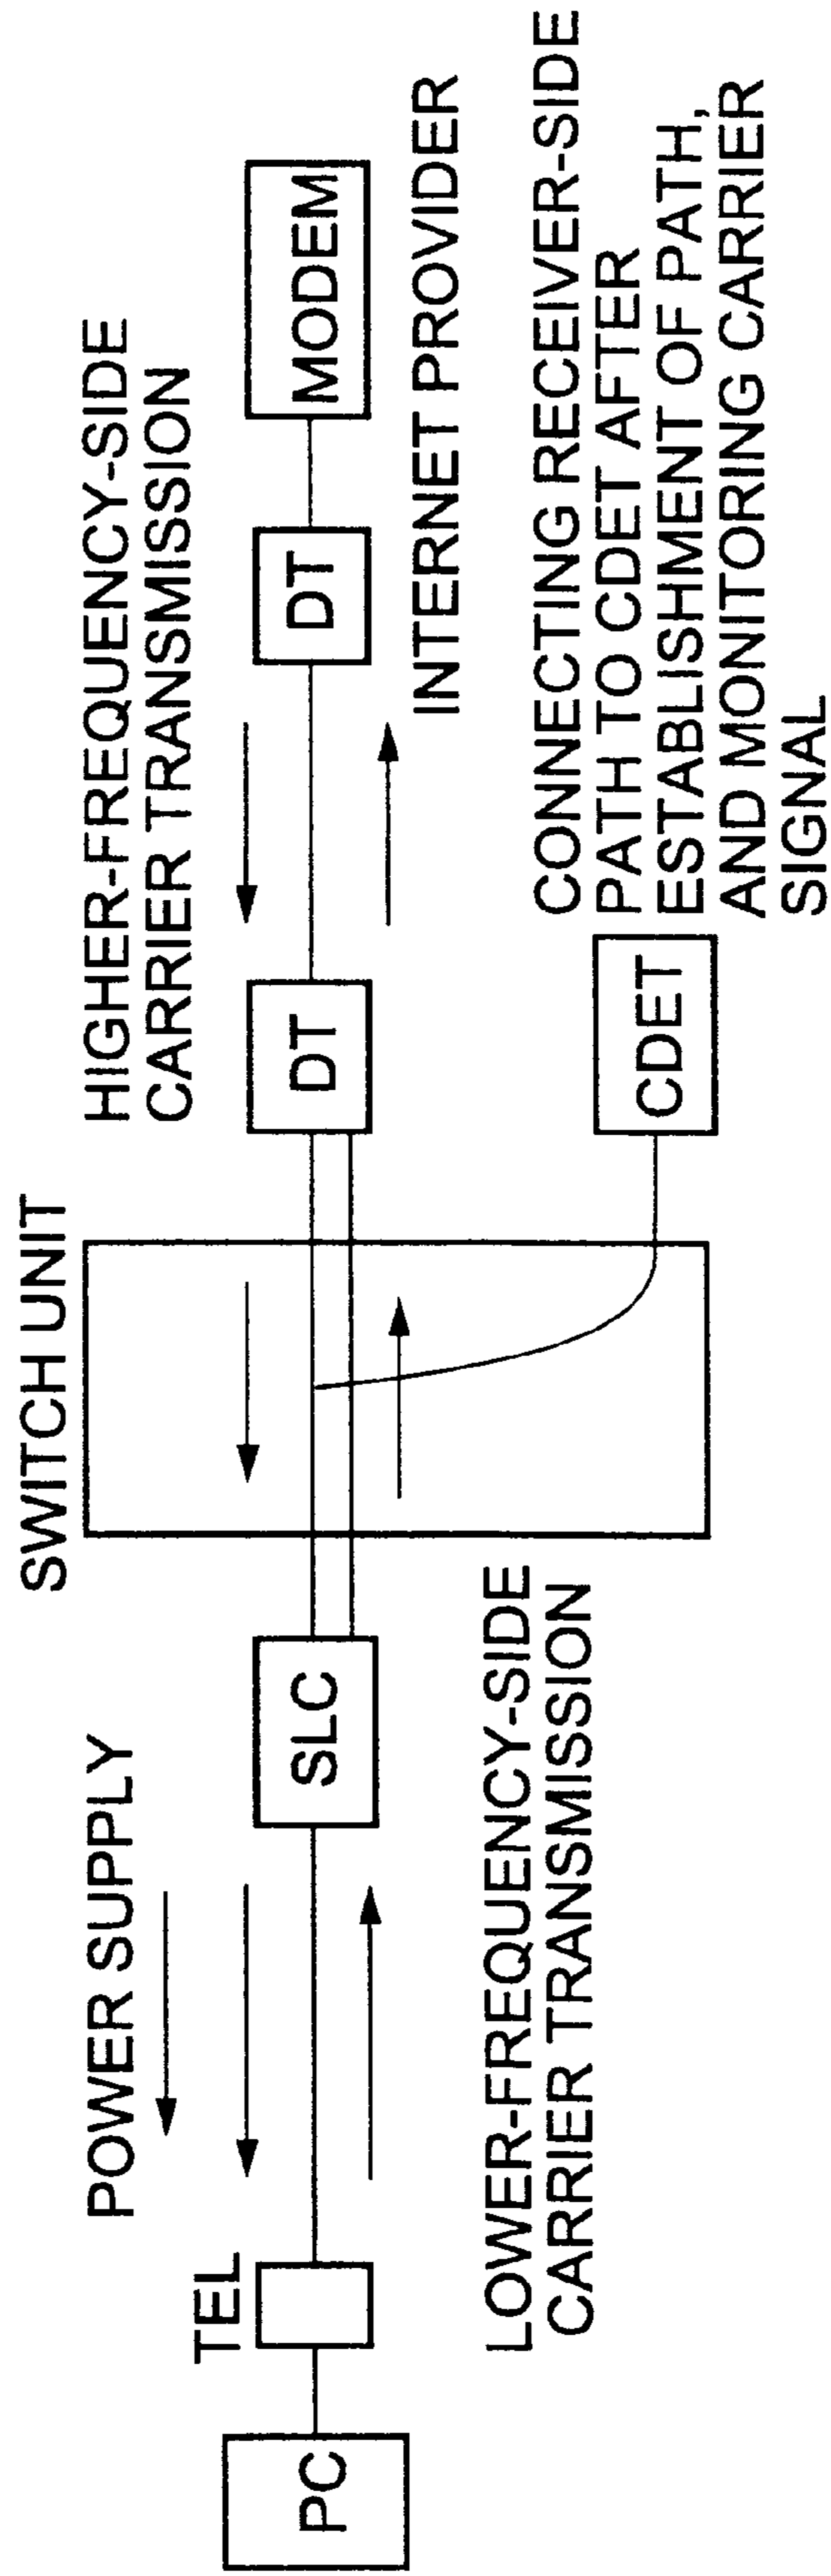 SWITCH UNIT
HIGHER-FREQUENCY-SIDE
CARRIER TRANSMISSION
POWER SUPPLY
TEL
PC
SLC
DT
DT
MODEM
INTERNET PROVIDER
LOWER-FREQUENCY-SIDE
CARRIER TRANSMISSION
CDET
CONNECTING RECEIVER-SIDE
PATH TO CDET AFTER
ESTABLISHMENT OF PATH,
AND MONITORING CARRIER
SIGNAL